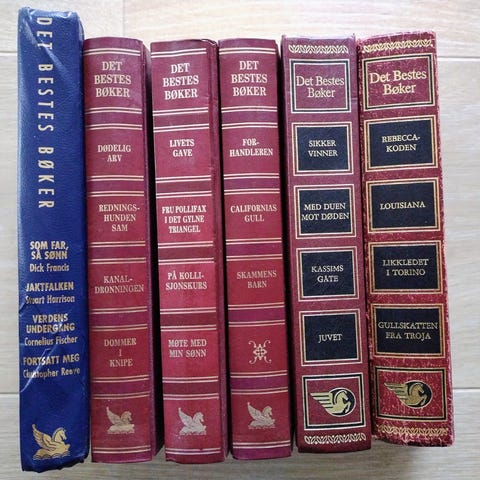 DET BESTES BØKER
SOM FAR,
SÅ SØNN
Dick Francis
JAKTFALKEN
Stuart Harrison
VERDENS
UNDERGANG
Cornelius Fischer
FORTSATT MEG
Christopher Reeve
DET
BESTES
BØKER
DØDELIG
ARV
REDNINGS-
HUNDEN
SAM
KANAL-
DRONNINGEN
DOMMER
I
KNIPE
DET
BESTES
BØKER
LIVETS
GAVE
FRU POLLIFAX
I DET GYLNE
TRIANGEL
PÅ KOLLI-
SJONSKURS
MØTE MED
MIN SØNN
DET
BESTES
BØKER
FOR-
HANDLEREN
CALIFORNIAS
GULL
SKAMMENS
BARN
Det Bestes
Bøker
SIKKER
VINNER
MED DUEN
MOT DØDEN
KASSIMS
GÅTE
JUVET
Det Bestes
Bøker
REBECCA-
KODEN
LOUISIANA
LIKKLEDET
I TORINO
GULLSKATTEN
FRA TROJA